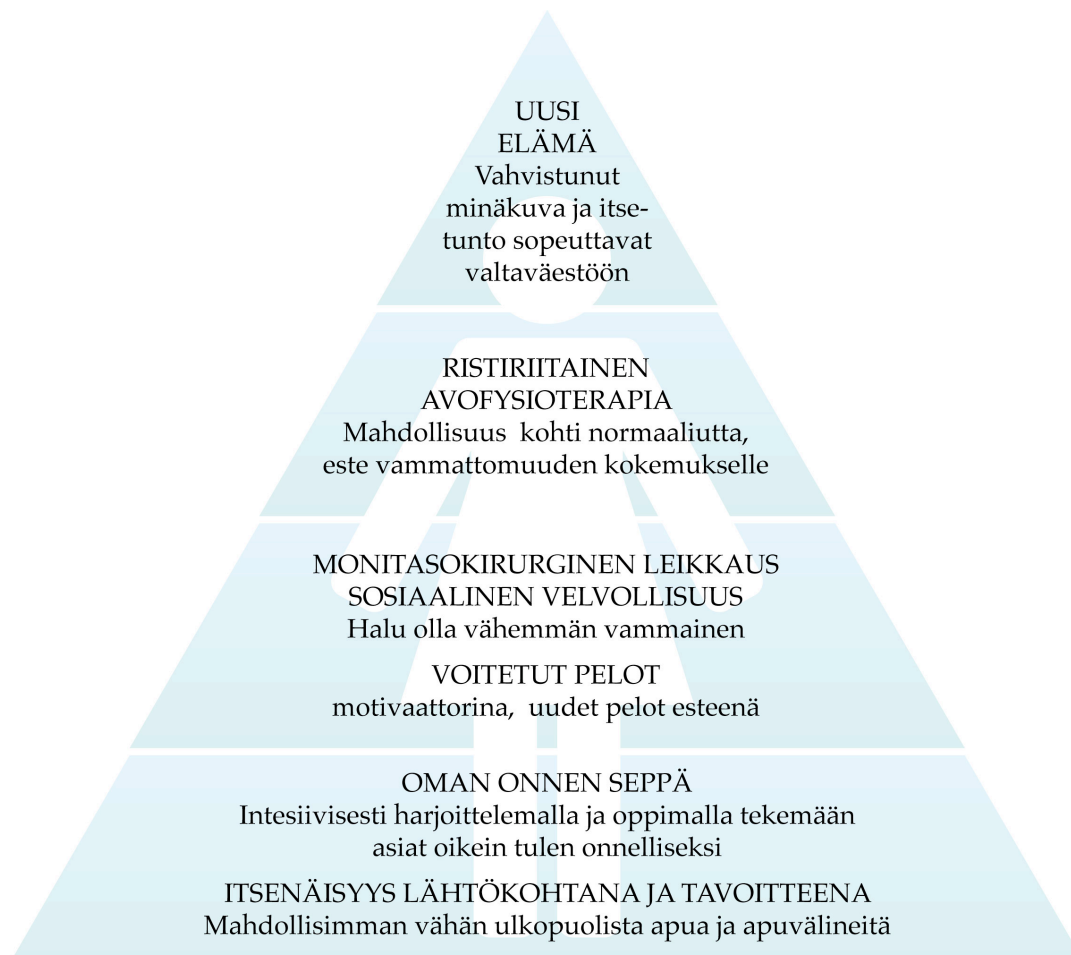 UUSI
ELÄMÄ
Vahvistunut
minäkuva ja itse-
tunto sopeuttavat
valtaväestöön
RISTIRIITAINEN
AVOFYSIOTERAPIA
Mahdollisuus  kohti normaaliutta,
este vammattomuuden kokemukselle
MONITASOKIRURGINEN LEIKKAUS
SOSIAALINEN VELVOLLISUUS
Halu olla vähemmän vammainen
VOITETUT PELOT
motivaattorina,  uudet pelot esteenä
OMAN ONNEN SEPPÄ
Intesiivisesti harjoittelemalla ja oppimalla tekemään
asiat oikein tulen onnelliseksi
ITSENÄISYYS LÄHTÖKOHTANA JA TAVOITTEENA
Mahdollisimman vähän ulkopuolista apua ja apuvälineitä